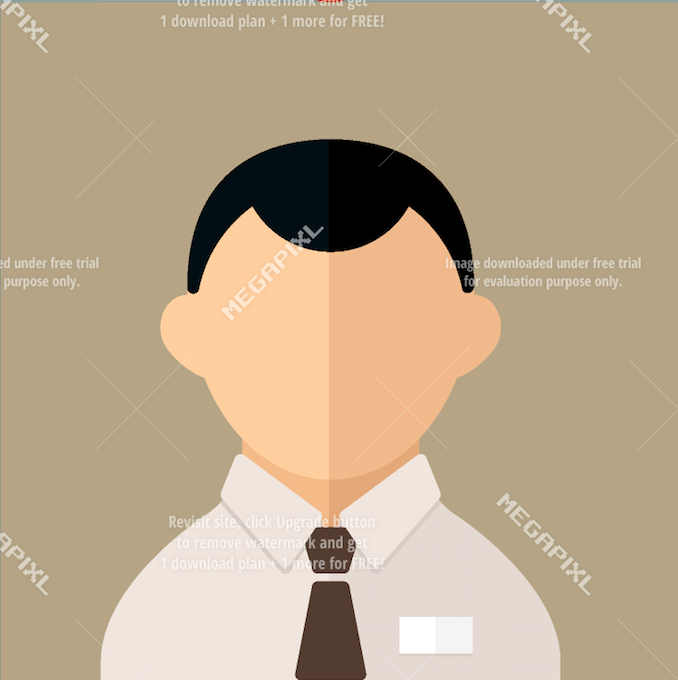 MEGAPIXL
to remove watermark and get
1 download plan + 1 more for FREE!
MEGAPIXL
MEGAPIXL
ed under free trial
purpose only.
Image downloaded under free trial
for evaluation purpose only.
MEGAPIXL
Revisit site, click Upgrade button
to remove watermark and get
1 download plan + 1 more for FREE!
MEGAPIXL